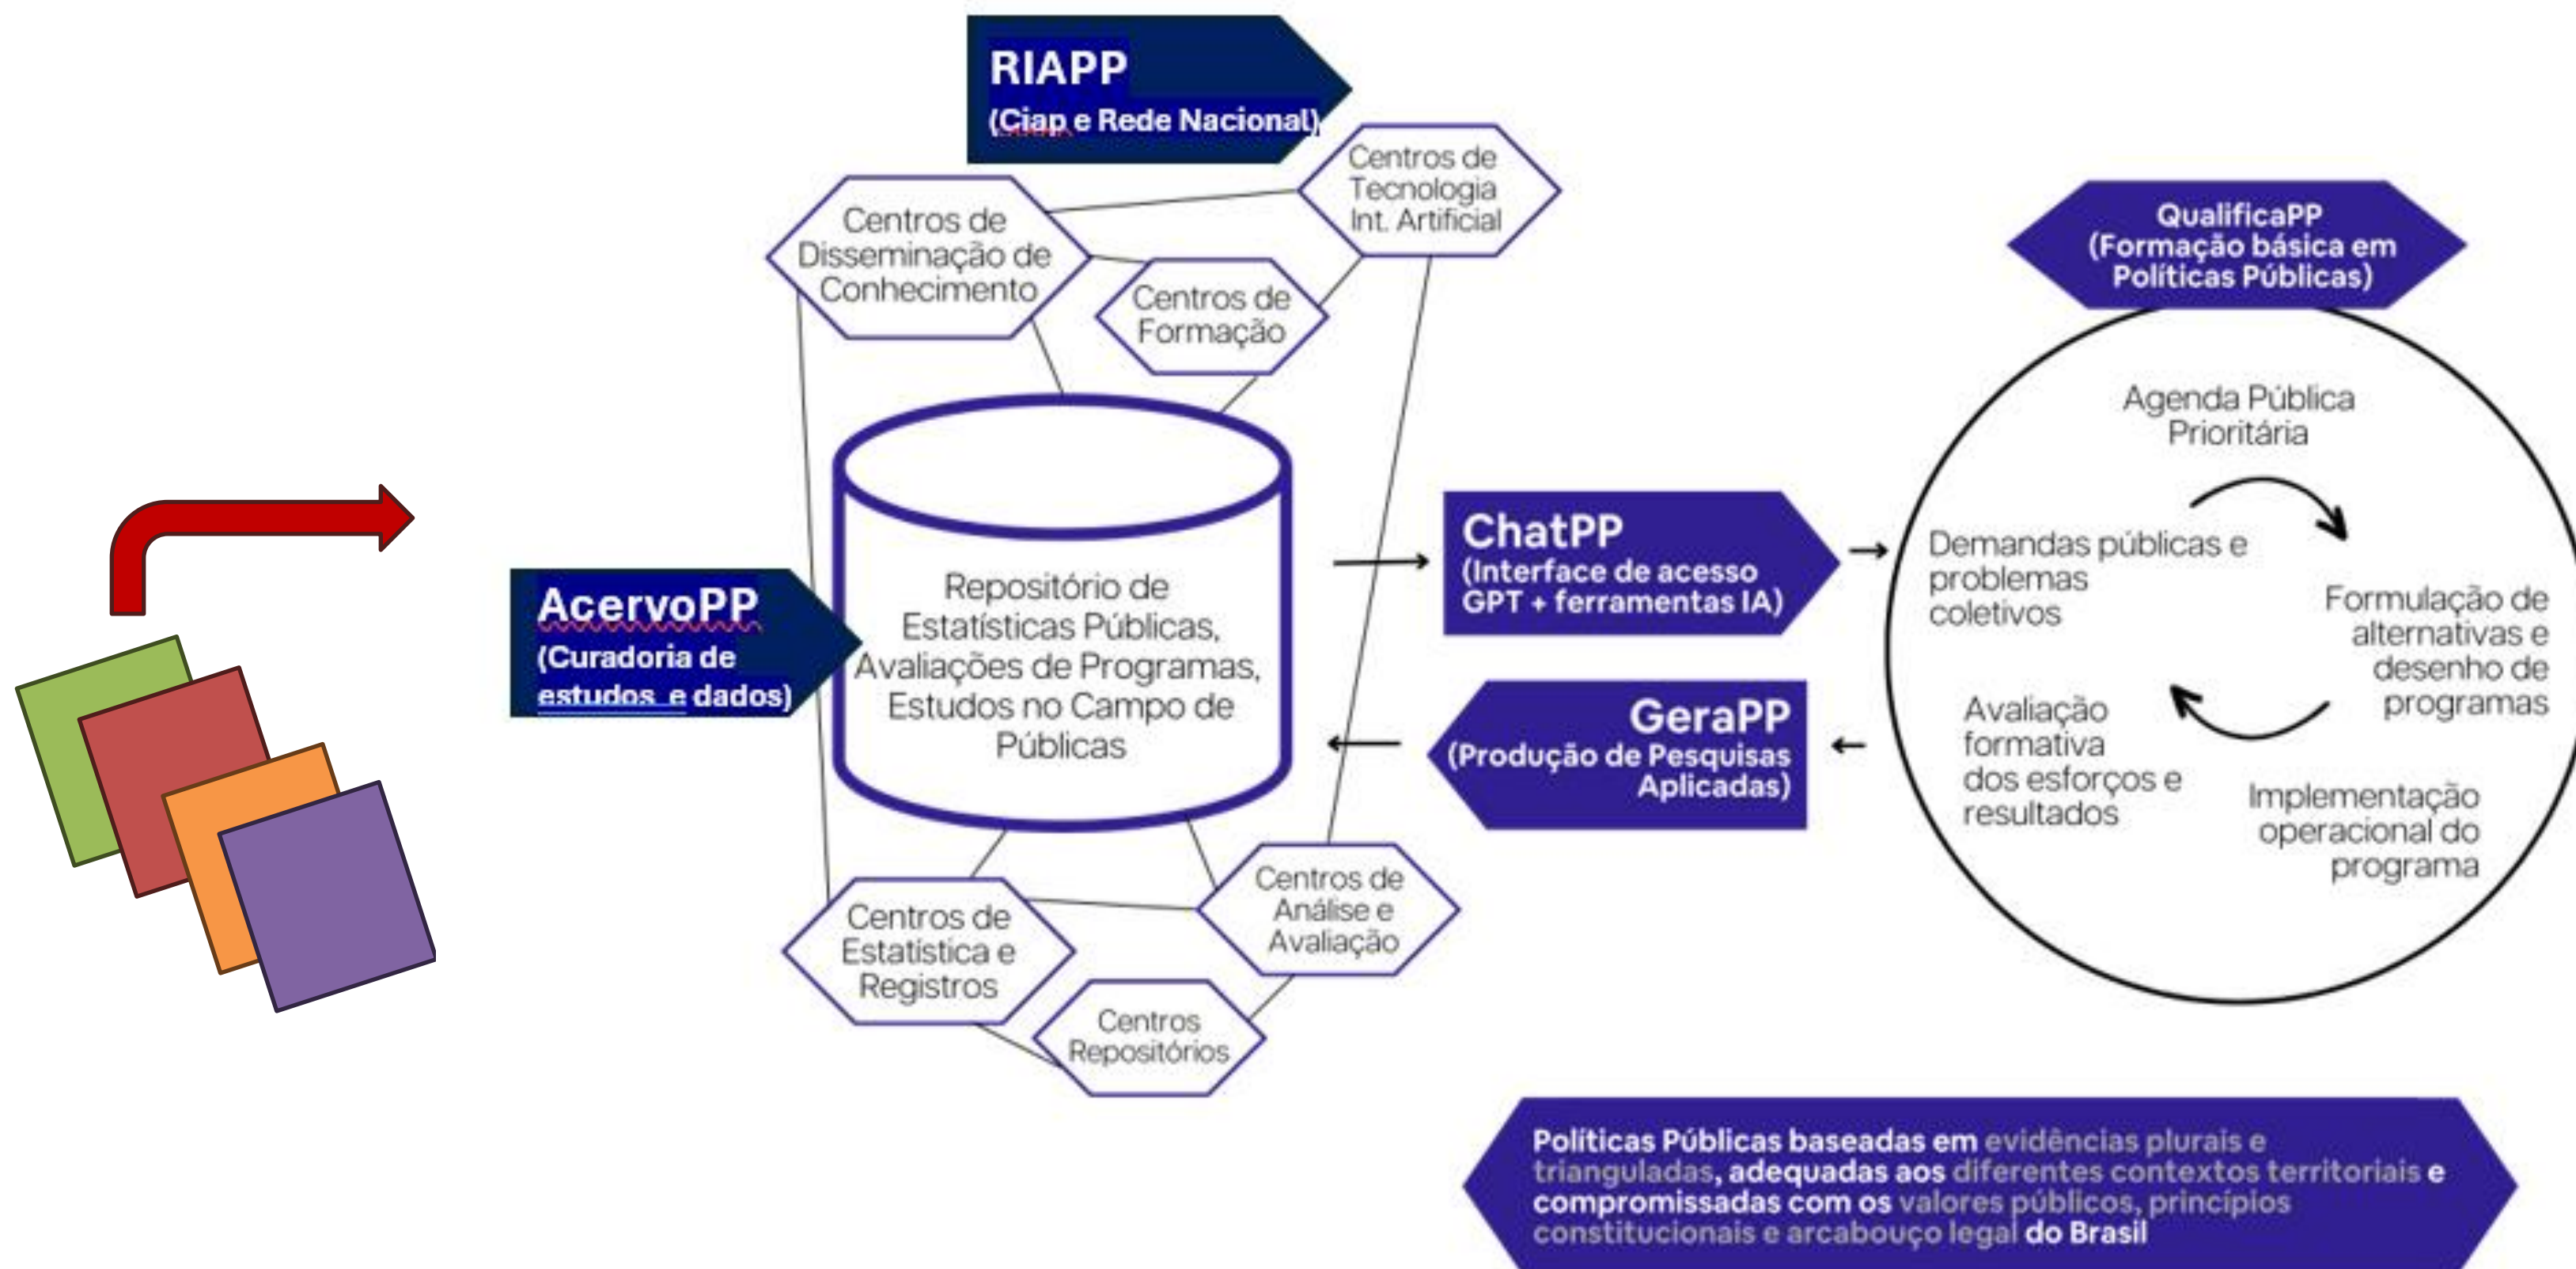 RIAPP
(Ciap e Rede Nacional)
Centros de
Tecnologia
Int. Artificial
Centros de
Disseminação de
Conhecimento
Centros de
Formação
QualificaPP
(Formação básica em
Políticas Públicas)
AcervoPP
(Curadoria de
estudos e dados)
Repositório de
Estatísticas Públicas,
Avaliações de Programas,
Estudos no Campo de
Públicas
ChatPP
(Interface de acesso
GPT + ferramentas IA)
GeraPP
(Produção de Pesquisas
Aplicadas)
Agenda Pública
Prioritária
Demandas públicas e
problemas
coletivos
Formulação de
alternativas e
desenho de
programas
Avaliação
formativa
dos esforços e
resultados
Implementação
operacional do
programa
Centros de
Estatística e
Registros
Centros de
Análise e
Avaliação
Centros
Repositórios
Políticas Públicas baseadas em evidências plurais e
trianguladas, adequadas aos diferentes contextos territoriais e
compromissadas com os valores públicos, princípios
constitucionais e arcabouço legal do Brasil